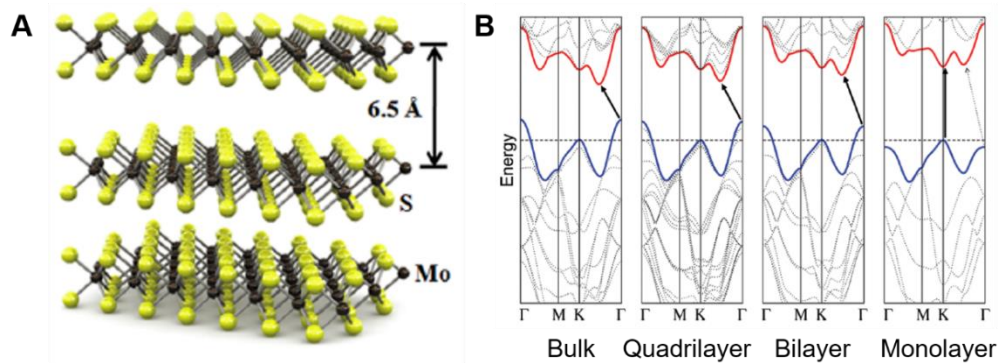 A
6.5 Å
S
Mo
B
Energy
Γ M K Γ
Γ M K Γ
Γ M K Γ
Γ M K Γ
Bulk
Quadrilayer
Bilayer
Monolayer